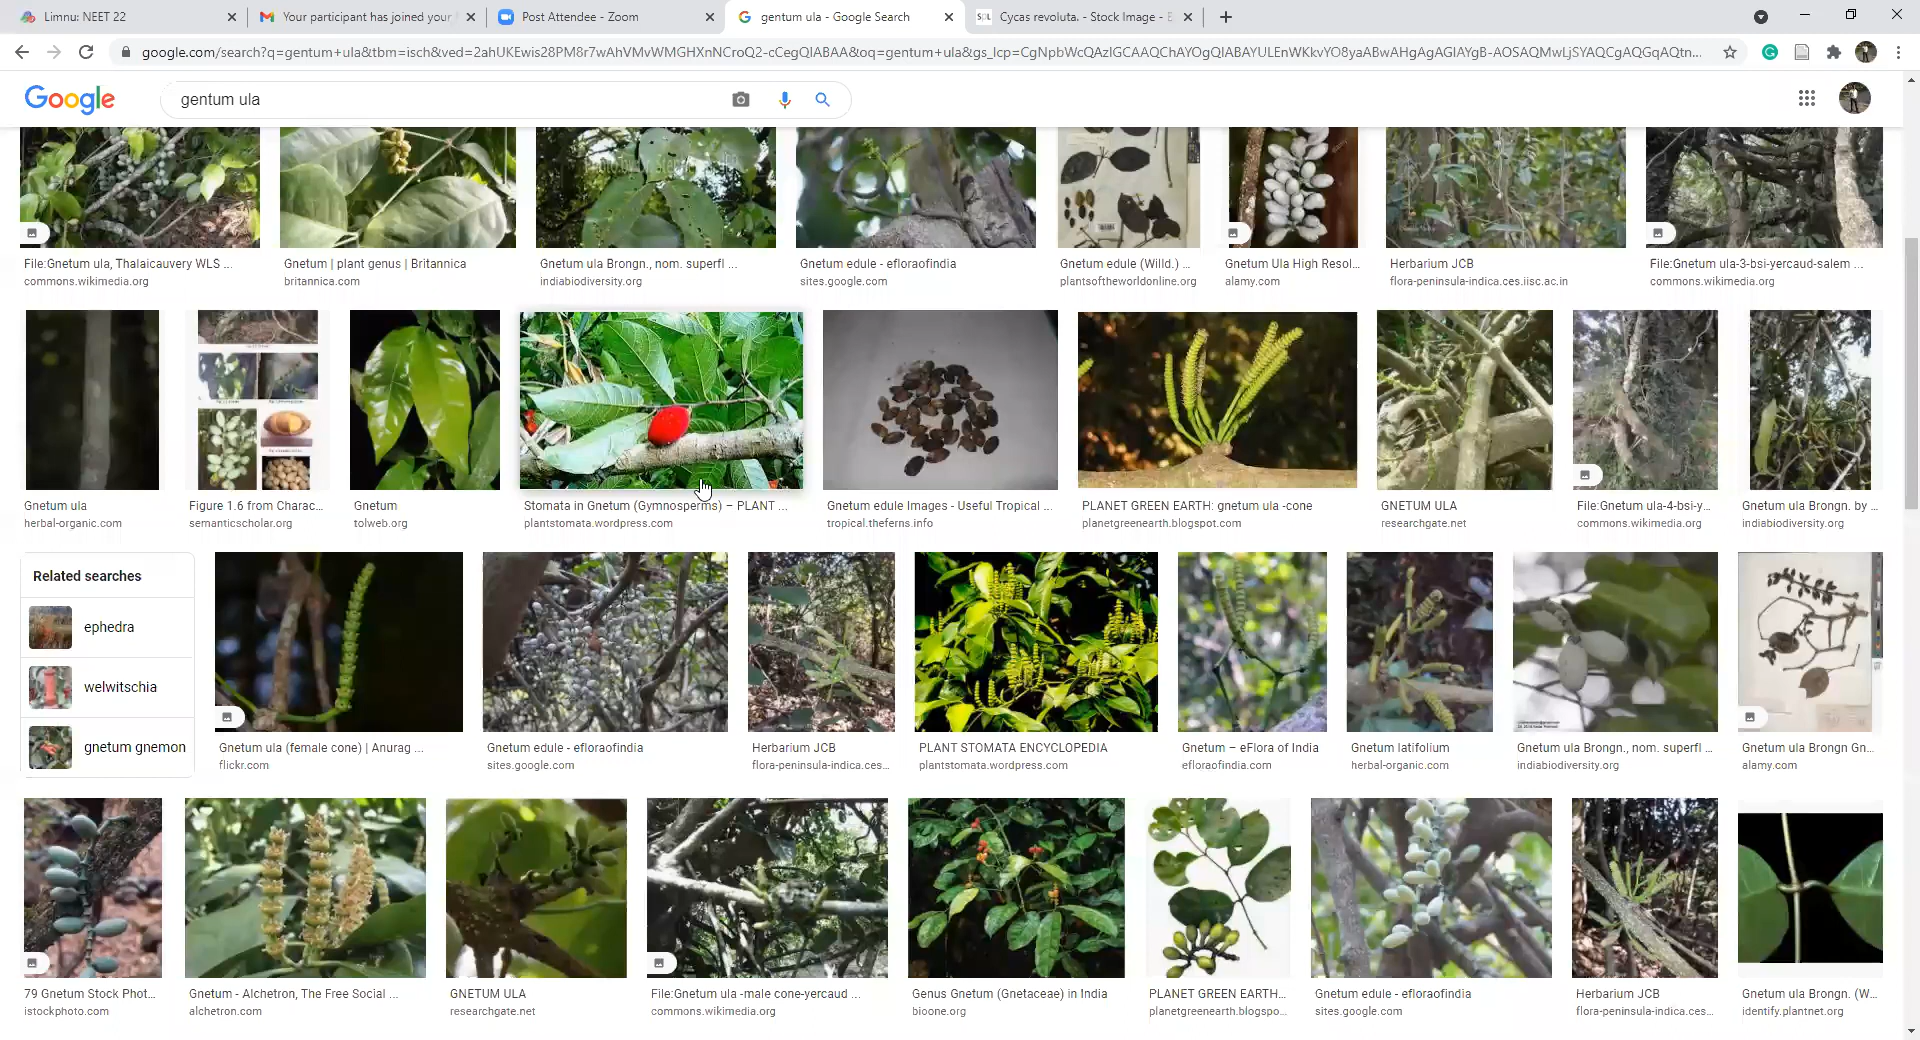 Limnu: NEET 22
Your participant has joined your
Post Attendee - Zoom
gentum ula - Google Search
Cycas revoluta. - Stock Image - E
google.com/search?q=gentum+ula&tbm=isch&ved=2ahUKEwis28PM8r7wAhVMvWMGHXnNCroQ2-cCegQIABAA&oq=gentum+ula&gs_lcp=CgNpbWcQAzIGCAAQChAYOgQIABAYULEnWKkvYO8yaABwAHgAgAGIAYgB-AOSAQMwLjSYAQCgAQGqAQtn...
Google
gentum ula
File:Gnetum ula, Thalaicauvery WLS ...
commons.wikimedia.org
Gnetum | plant genus | Britannica
britannica.com
Gnetum ula Brongn., nom. superfl ...
indiabiodiversity.org
Gnetum edule - efloraofindia
sites.google.com
Gnetum edule (Willd.) ...
plantsoftheworldonline.org
Gnetum Ula High Resol...
alamy.com
Herbarium JCB
flora-peninsula-indica.ces.iisc.ac.in
File:Gnetum ula-3-bsi-yercaud-salem ...
commons.wikimedia.org
Gnetum ula
herbal-organic.com
Figure 1.6 from Charac...
semanticscholar.org
Gnetum
tolweb.org
Stomata in Gnetum (Gymnosperms) – PLANT ...
plantstomata.wordpress.com
Gnetum edule Images - Useful Tropical ...
tropical.theferns.info
PLANET GREEN EARTH: gnetum ula -cone
planetgreenearth.blogspot.com
GNETUM ULA
researchgate.net
File:Gnetum ula-4-bsi-y...
commons.wikimedia.org
Gnetum ula Brongn. by ...
indiabiodiversity.org
Related searches
ephedra
welwitschia
gnetum gnemon
Gnetum ula (female cone) | Anurag ...
flickr.com
Gnetum edule - efloraofindia
sites.google.com
Herbarium JCB
flora-peninsula-indica.ces...
PLANT STOMATA ENCYCLOPEDIA
plantstomata.wordpress.com
Gnetum – eFlora of India
efloraofindia.com
Gnetum latifolium
herbal-organic.com
Gnetum ula Brongn., nom. superfl ...
indiabiodiversity.org
Gnetum ula Brongn Gn...
alamy.com
79 Gnetum Stock Phot...
istockphoto.com
Gnetum - Alchetron, The Free Social ...
alchetron.com
GNETUM ULA
researchgate.net
File:Gnetum ula -male cone-yercaud ...
commons.wikimedia.org
Genus Gnetum (Gnetaceae) in India
bioone.org
PLANET GREEN EARTH...
planetgreenearth.blogspo...
Gnetum edule - efloraofindia
sites.google.com
Herbarium JCB
flora-peninsula-indica.ces...
Gnetum ula Brongn. (W...
identify.plantnet.org